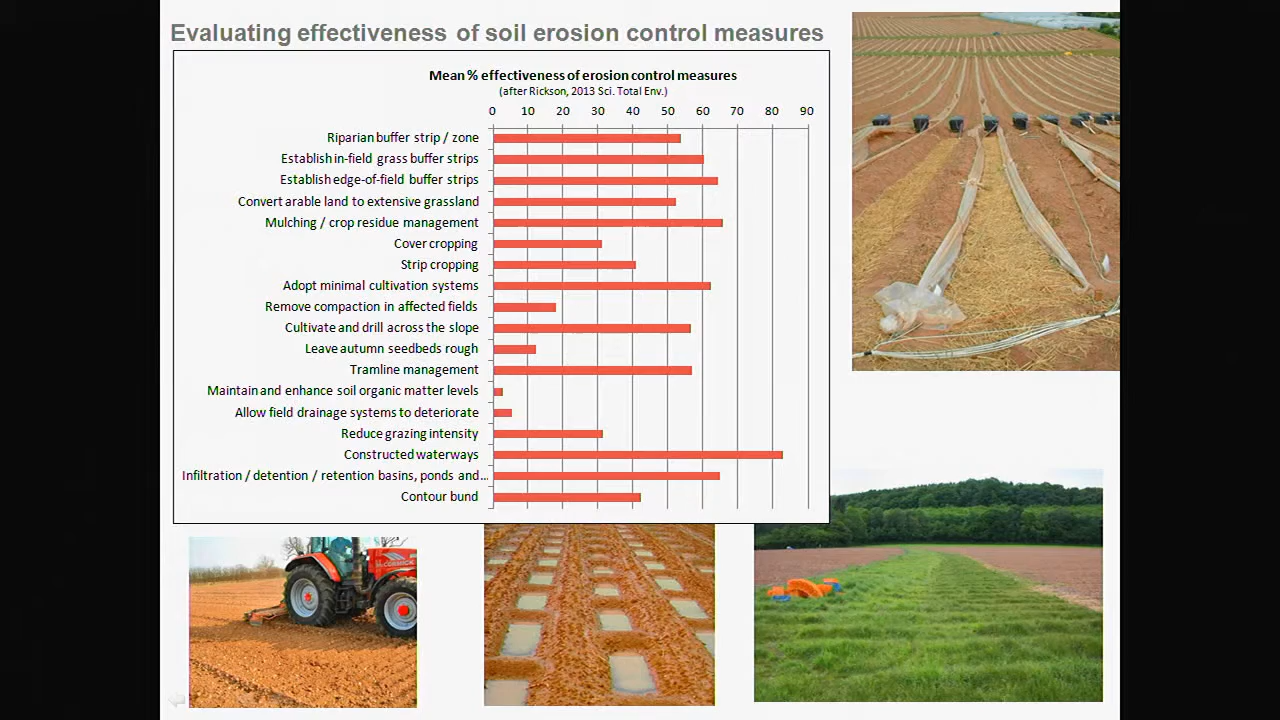 Evaluating effectiveness of soil erosion control measures
Mean % effectiveness of erosion control measures
(after Rickson, 2013 Sci. Total Env.)
0 10 20 30 40 50 60 70 80 90
Riparian buffer strip / zone
Establish in-field grass buffer strips
Establish edge-of-field buffer strips
Convert arable land to extensive grassland
Mulching / crop residue management
Cover cropping
Strip cropping
Adopt minimal cultivation systems
Remove compaction in affected fields
Cultivate and drill across the slope
Leave autumn seedbeds rough
Tramline management
Maintain and enhance soil organic matter levels
Allow field drainage systems to deteriorate
Reduce grazing intensity
Constructed waterways
Infiltration / detention / retention basins, ponds and...
Contour bund
McCORMICK